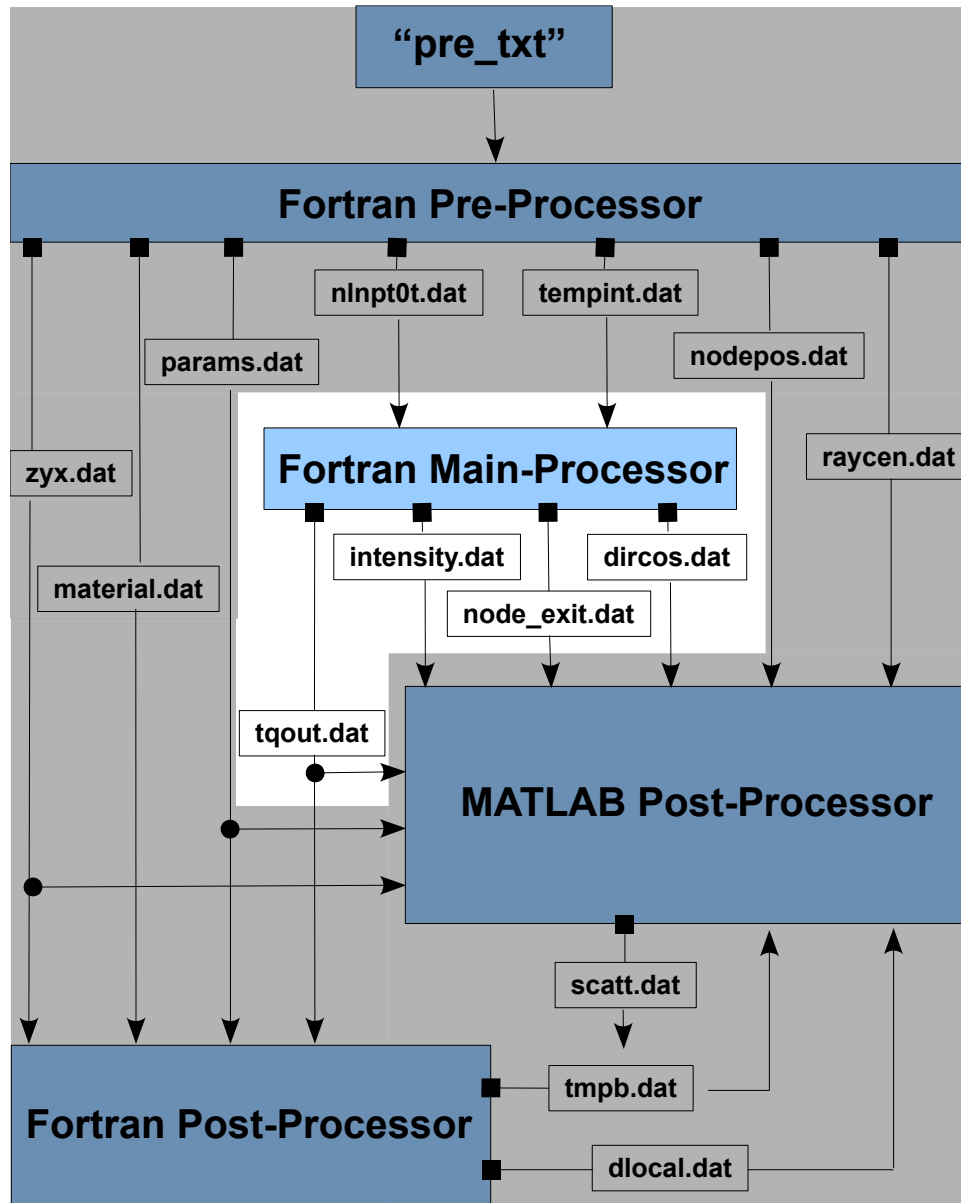 “pre_txt”
Fortran Pre-Processor
nlnpt0t.dat
tempint.dat
params.dat
nodepos.dat
zyx.dat
Fortran Main-Processor
raycen.dat
intensity.dat
dircos.dat
material.dat
node_exit.dat
tqout.dat
MATLAB Post-Processor
scatt.dat
tmpb.dat
Fortran Post-Processor
dlocal.dat